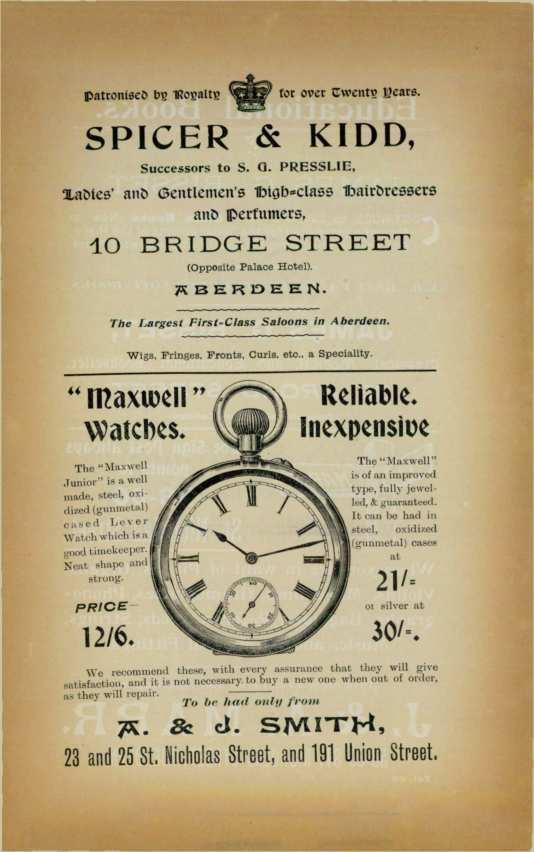 Patronised by Royalty for over Twenty Years.
SPICER & KIDD,
Successors to S. G. PRESSLIE,
Ladies' and Gentlemen's High=class Hairdressers
and Perfumers,
10 BRIDGE STREET
(Opposite Palace Hotel).
ABERDEEN.
The Largest First-Class Saloons in Aberdeen.
Wigs, Fringes, Fronts, Curls, etc., a Speciality.
"Maxwell"
Watches.
Reliable.
Inexpensive
The "Maxwell
Junior" is a well
made, steel, oxi-
dized (gunmetal)
cased Lever
Watch which is a
good timekeeper.
Neat shape and
strong.
PRICE
12/6.
The "Maxwell"
is of an improved
type, fully jewel-
led, & guaranteed.
It can be had in
steel, oxidized
(gunmetal) cases
at
21/=
or silver at
30/=.
We recommend these, with every assurance that they will give
satisfaction, and it is not necessary to buy a new one when out of order,
as they will repair.
To be had only from
A. & J. SMITH,
23 and 25 St. Nicholas Street, and 191 Union Street.